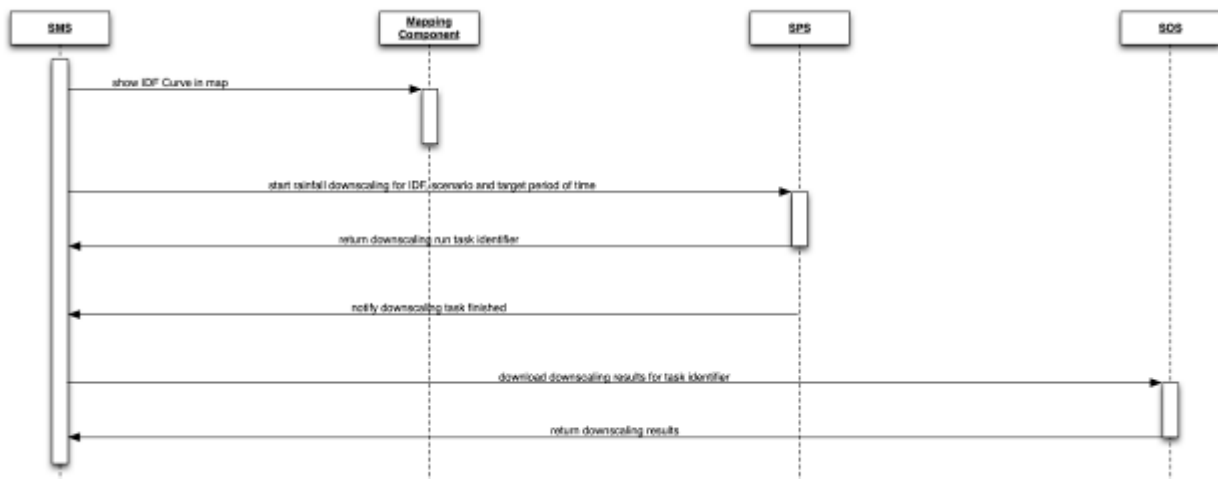 SMS
Mapping
Component
SPS
SOS
show IDF Curve in map
start rainfall downscaling for IDF, scenario and target period of time
return downscaling run task identifier
notify downscaling task finished
download downscaling results for task identifier
return downscaling results